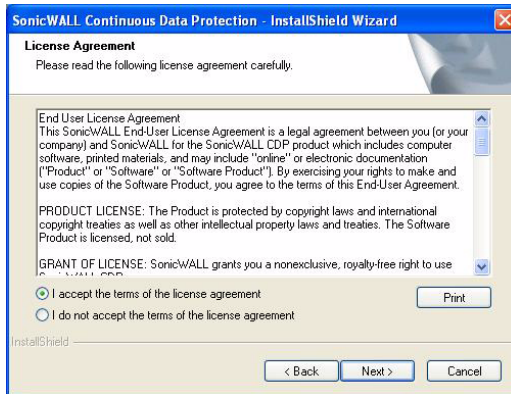 SonicWALL Continuous Data Protection - InstallShield Wizard
License Agreement
Please read the following license agreement carefully.
End User License Agreement
This SonicWALL End-User License Agreement is a legal agreement between you (or your
company) and SonicWALL for the SonicWALL CDP product which includes computer
software, printed materials, and may include "online" or electronic documentation
("Product" or "Software" or "Software Product"). By exercising your rights to make and
use copies of the Software Product, you agree to the terms of this End-User Agreement.
PRODUCT LICENSE: The Product is protected by copyright laws and international
copyright treaties as well as other intellectual property laws and treaties. The Software
Product is licensed, not sold.
GRANT OF LICENSE: SonicWALL grants you a nonexclusive, royalty-free right to use
I accept the terms of the license agreement
Print
I do not accept the terms of the license agreement
InstallShield
< Back
Next >
Cancel